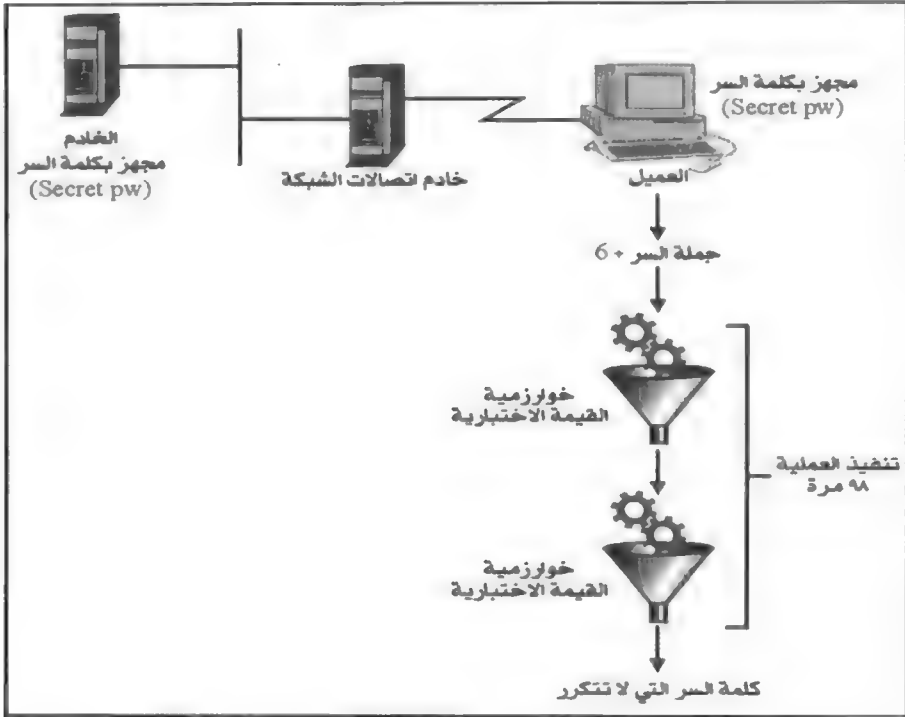 مجهز بكلمة السر
(Secret pw)
الخادم
مجهز بكلمة السر
(Secret pw)
خادم اتصالات الشبكة
العميل
جملة السر + 6
خوارزمية
القيمة الاختبارية
تنفيذ العملية
٩٨ مرة
خوارزمية
القيمة الاختبارية
كلمة السر التي لا تتكرر